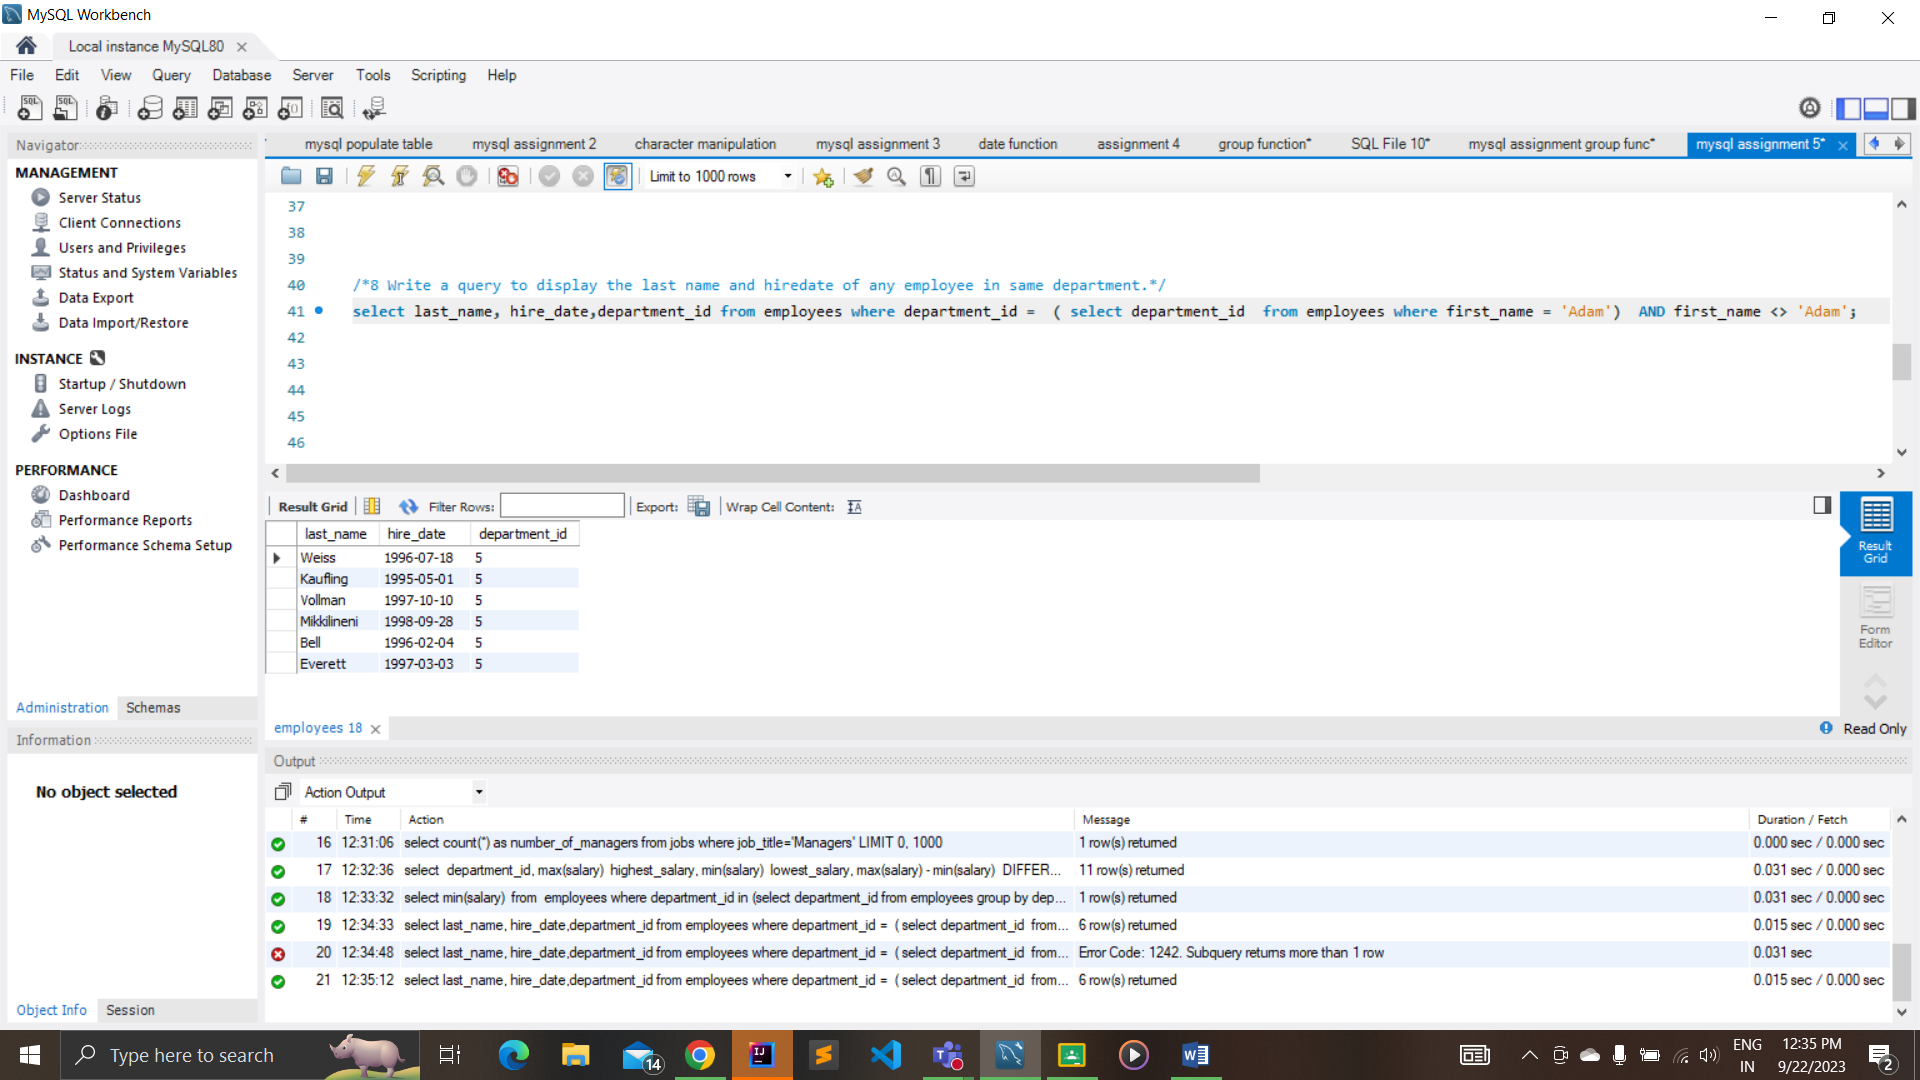 MySQL Workbench
Local instance MySQL80
File Edit View Query Database Server Tools Scripting Help
Navigator
MANAGEMENT
Server Status
Client Connections
Users and Privileges
Status and System Variables
Data Export
Data Import/Restore
INSTANCE
Startup / Shutdown
Server Logs
Options File
PERFORMANCE
Dashboard
Performance Reports
Performance Schema Setup
Administration Schemas
Information
No object selected
Object Info Session
mysql populate table mysql assignment 2 character manipulation mysql assignment 3 date function assignment 4 group function* SQL File 10* mysql assignment group func* mysql assignment 5*
Limit to 1000 rows
37
38
39
40 /*8 Write a query to display the last name and hiredate of any employee in same department.*/
41 select last_name, hire_date,department_id from employees where department_id = ( select department_id from employees where first_name = 'Adam') AND first_name <> 'Adam';
42
43
44
45
46
Result Grid Filter Rows: Export: Wrap Cell Content:
last_name hire_date department_id
Weiss 1996-07-18 5
Kaufling 1995-05-01 5
Vollman 1997-10-10 5
Mikkilineni 1998-09-28 5
Bell 1996-02-04 5
Everett 1997-03-03 5
Result Grid
Form Editor
employees 18
Read Only
Output
Action Output
# Time Action Message Duration / Fetch
16 12:31:06 select count(*) as number_of_managers from jobs where job_title='Managers' LIMIT 0, 1000 1 row(s) returned 0.000 sec / 0.000 sec
17 12:32:36 select department_id, max(salary) highest_salary, min(salary) lowest_salary, max(salary) - min(salary) DIFFER... 11 row(s) returned 0.031 sec / 0.000 sec
18 12:33:32 select min(salary) from employees where department_id in (select department_id from employees group by dep... 1 row(s) returned 0.031 sec / 0.000 sec
19 12:34:33 select last_name, hire_date,department_id from employees where department_id = ( select department_id from... 6 row(s) returned 0.015 sec / 0.000 sec
20 12:34:48 select last_name, hire_date,department_id from employees where department_id = ( select department_id from... Error Code: 1242. Subquery returns more than 1 row 0.031 sec
21 12:35:12 select last_name, hire_date,department_id from employees where department_id = ( select department_id from... 6 row(s) returned 0.015 sec / 0.000 sec
Type here to search
14
ENG
IN
12:35 PM
9/22/2023
2